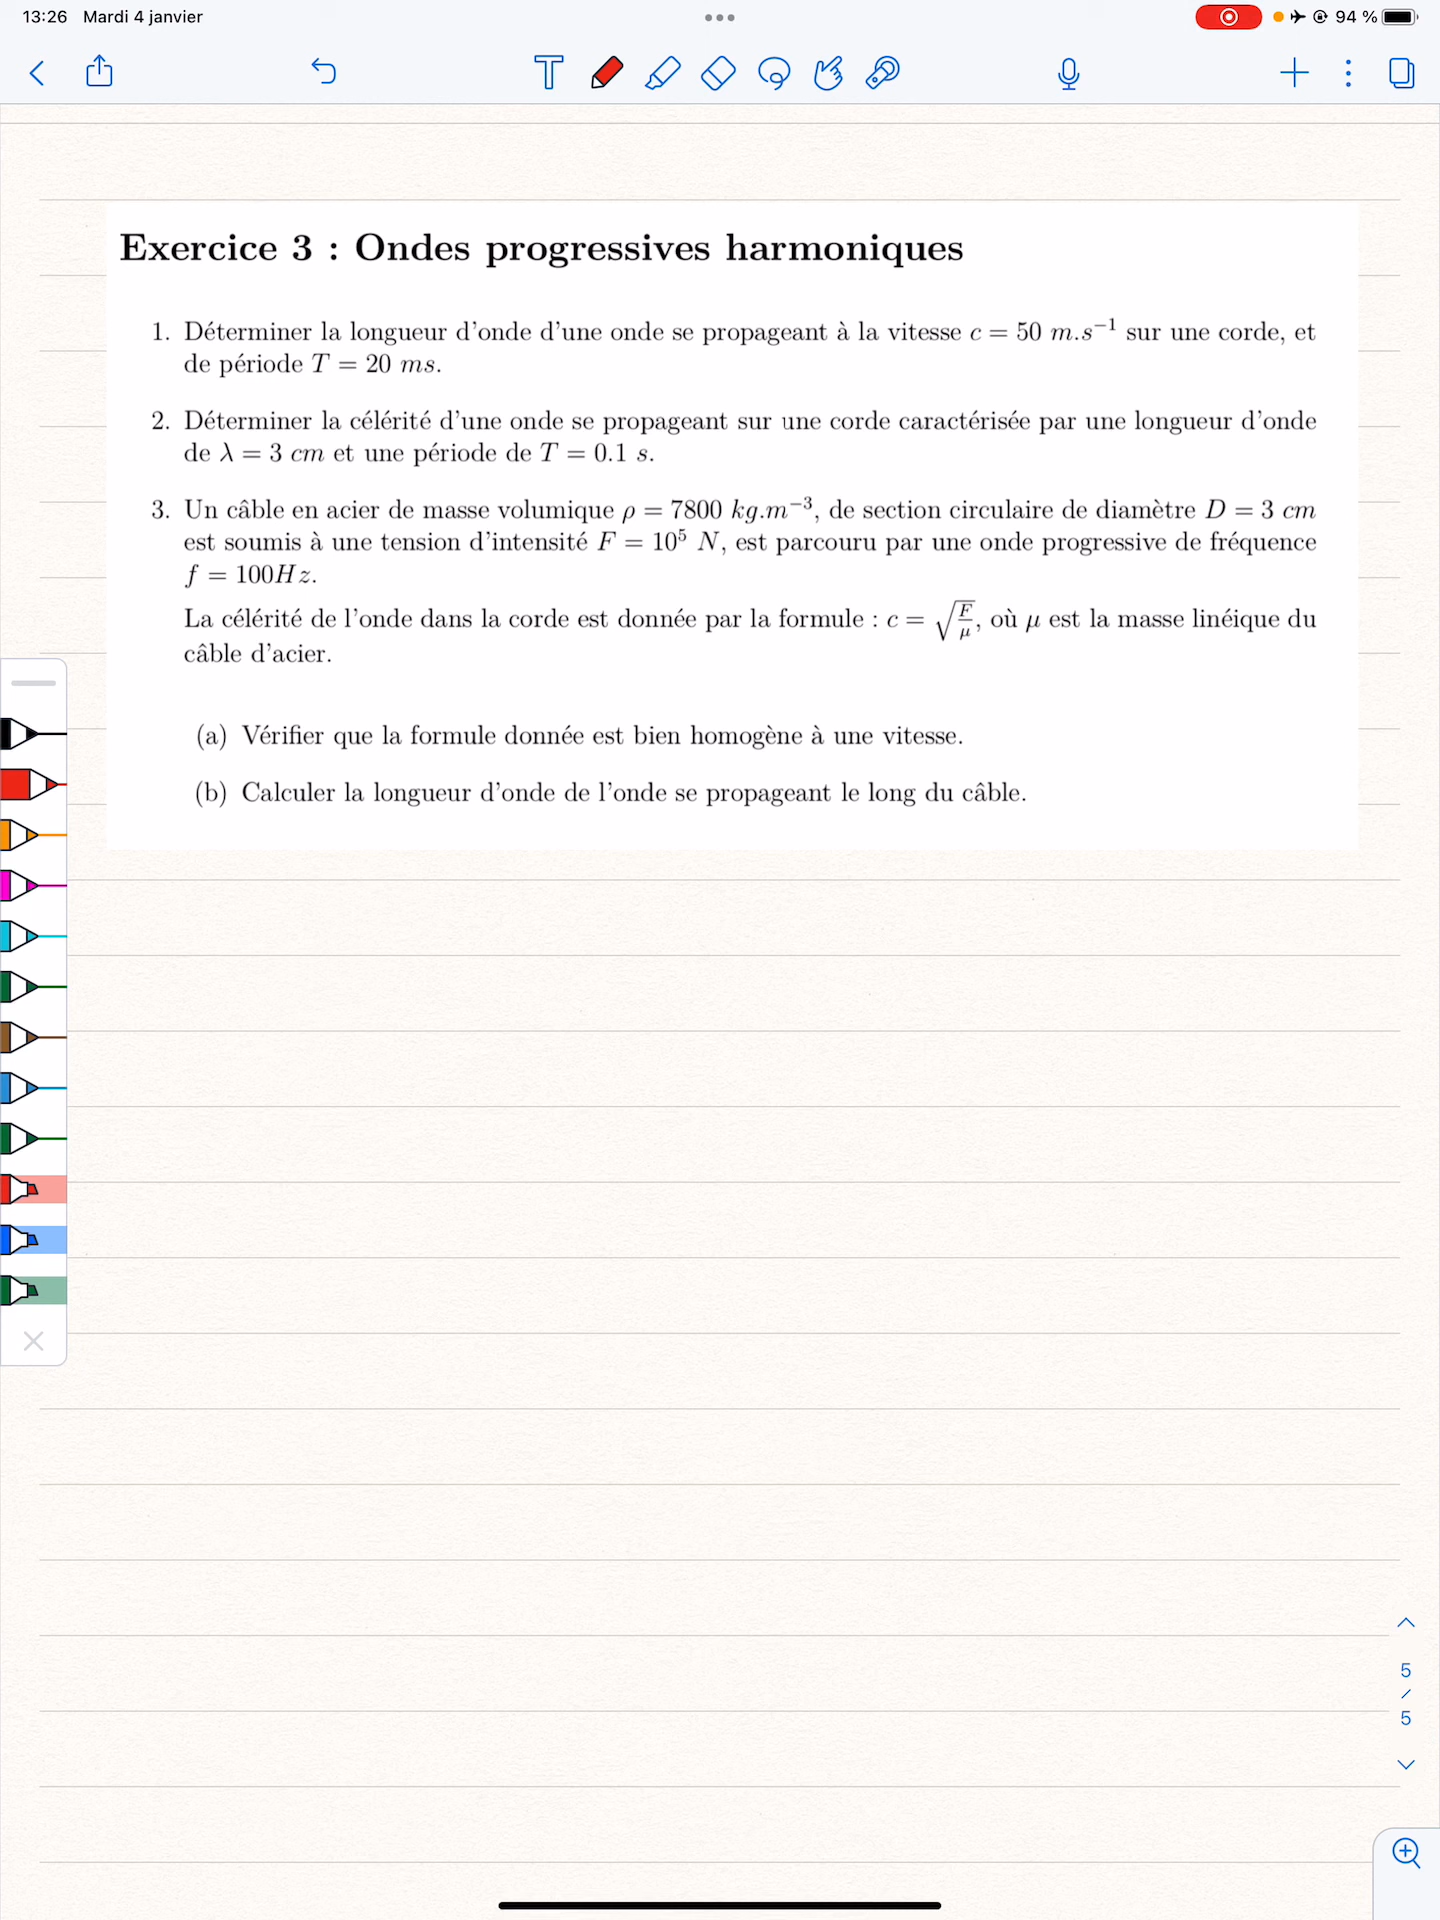 13:26 Mardi 4 janvier
94 %
T
Exercice 3 : Ondes progressives harmoniques
1. Déterminer la longueur d'onde d'une onde se propageant à la vitesse c = 50 m.s⁻¹ sur une corde, et
de période T = 20 ms.
2. Déterminer la célérité d'une onde se propageant sur une corde caractérisée par une longueur d'onde
de λ = 3 cm et une période de T = 0.1 s.
3. Un câble en acier de masse volumique ρ = 7800 kg.m⁻³, de section circulaire de diamètre D = 3 cm
est soumis à une tension d'intensité F = 10⁵ N, est parcouru par une onde progressive de fréquence
f = 100Hz.
La célérité de l'onde dans la corde est donnée par la formule : c = √(F/μ), où μ est la masse linéique du
câble d'acier.
(a) Vérifier que la formule donnée est bien homogène à une vitesse.
(b) Calculer la longueur d'onde de l'onde se propageant le long du câble.
5
/
5